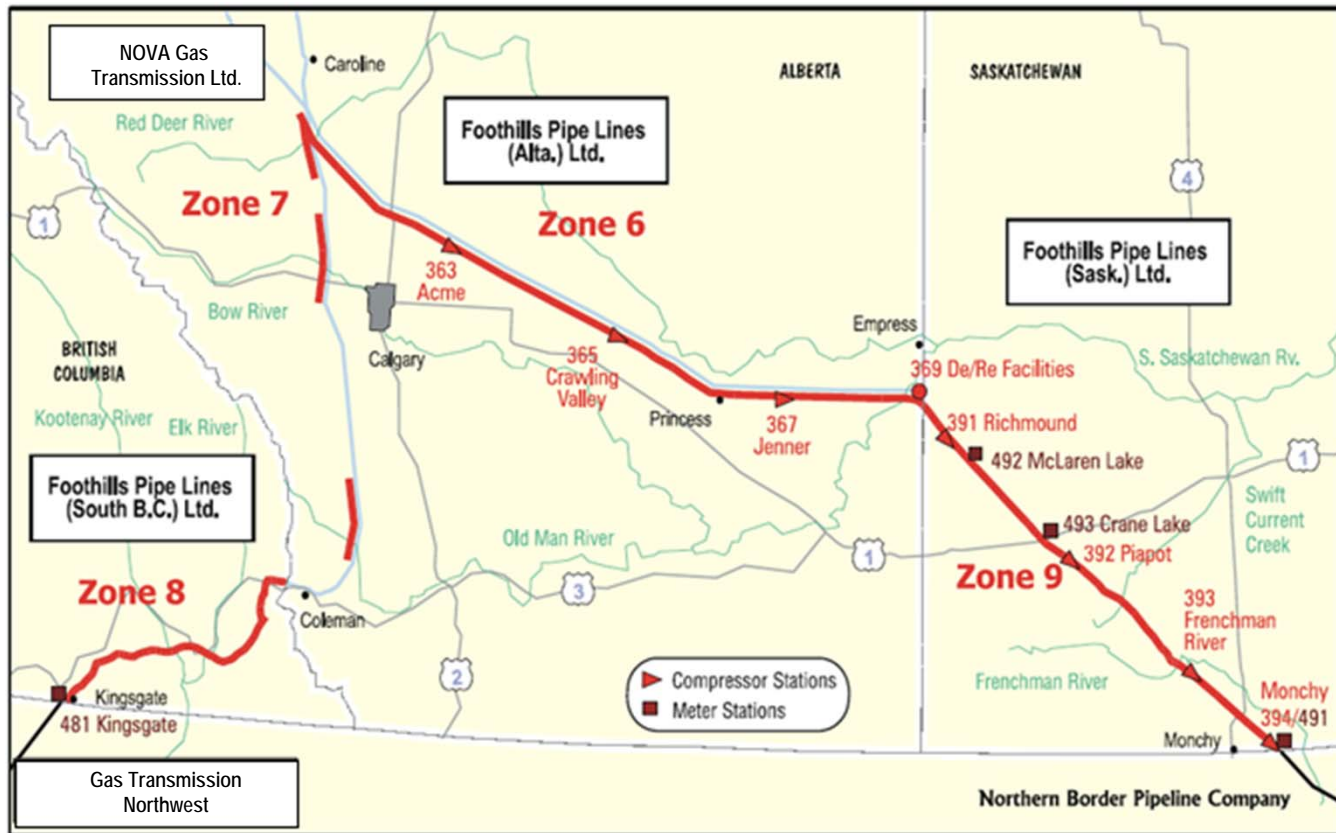 NOVA Gas
Transmission Ltd.
Caroline
ALBERTA
SASKATCHEWAN
Red Deer River
Foothills Pipe Lines
(Alta.) Ltd.
4
Zone 7
Zone 6
1
Foothills Pipe Lines
(Sask.) Ltd.
363
Acme
Bow River
Empress
BRITISH
COLUMBIA
Calgary
365
Crawling
Valley
S. Saskatchewan Rv.
369 De/Re Facilities
Kootenay River
Elk River
Princess
367
Jenner
391 Richmound
492 McLaren Lake
1
Foothills Pipe Lines
(South B.C.) Ltd.
Swift
Current
Creek
493 Crane Lake
Old Man River
1
392 Piapot
Zone 9
Zone 8
3
Coleman
393
Frenchman
River
2
Compressor Stations
Meter Stations
Frenchman River
Kingsgate
481 Kingsgate
Monchy
394/491
Monchy
Gas Transmission
Northwest
Northern Border Pipeline Company